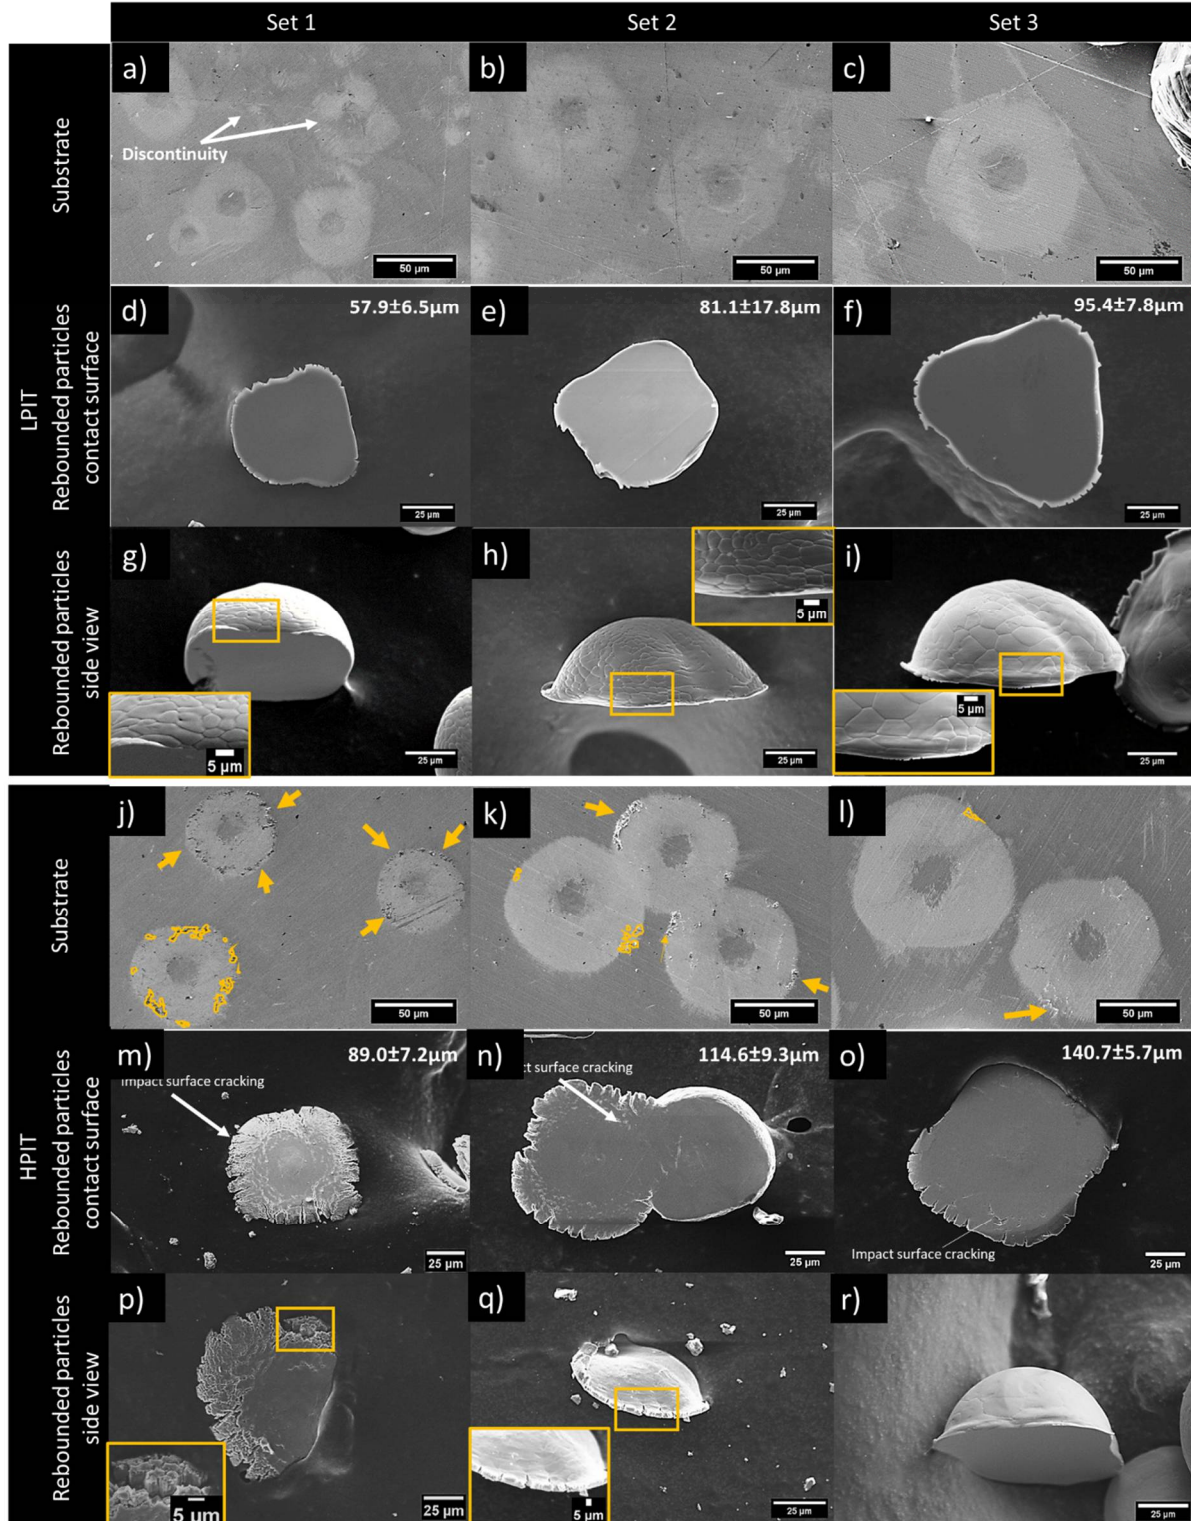 Set 1
Set 2
Set 3
LPIT
Substrate
a)
Discontinuity
50 µm
b)
50 µm
c)
50 µm
Rebounded particles
contact surface
d)
57.9±6.5µm
25 µm
e)
81.1±17.8µm
25 µm
f)
95.4±7.8µm
25 µm
Rebounded particles
side view
g)
5 µm
25 µm
h)
5 µm
25 µm
i)
5 µm
25 µm
HPIT
Substrate
j)
50 µm
k)
50 µm
l)
50 µm
Rebounded particles
contact surface
m)
89.0±7.2µm
Impact surface cracking
25 µm
n)
114.6±9.3µm
ct surface cracking
25 µm
o)
140.7±5.7µm
Impact surface cracking
25 µm
Rebounded particles
side view
p)
5 µm
25 µm
q)
5 µm
25 µm
r)
25 µm